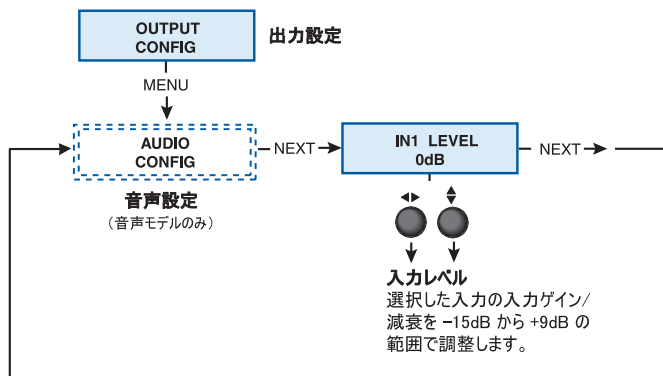 OUTPUT
CONFIG
出力設定
MENU
AUDIO
CONFIG
NEXT
IN1 LEVEL
0dB
NEXT
音声設定
（音声モデルのみ）
入力レベル
選択した入力の入力ゲイン/
減衰を −15dB から +9dB の
範囲で調整します。